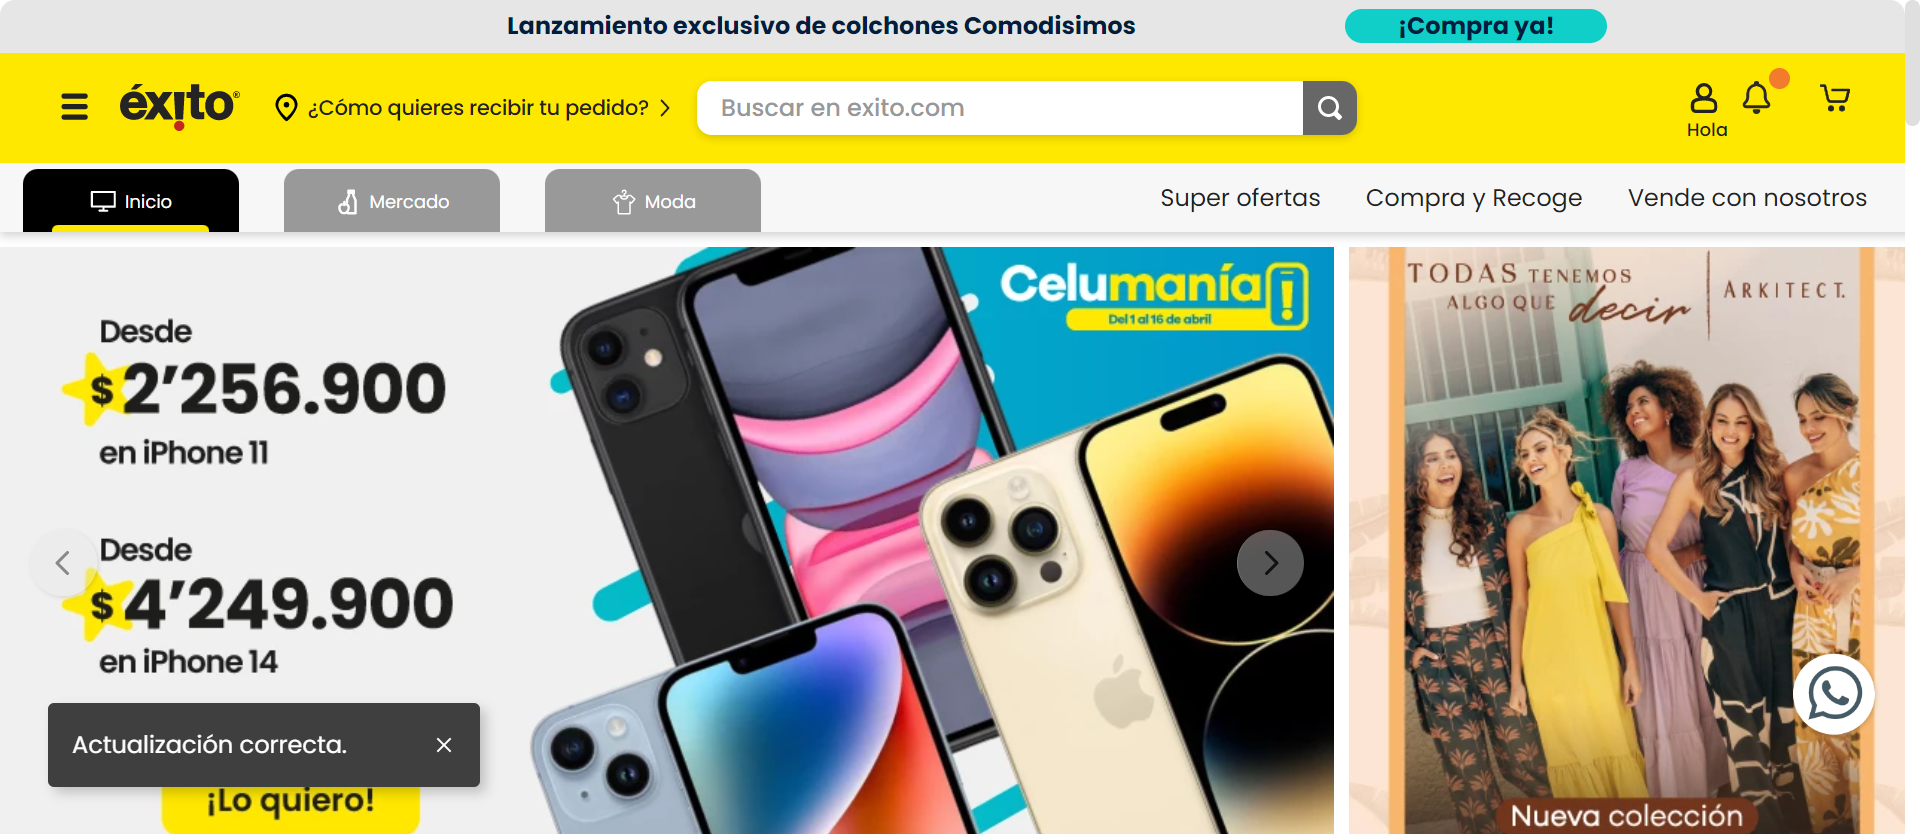 Lanzamiento exclusivo de colchones Comodisimos
¡Compra ya!
éxito®
¿Cómo quieres recibir tu pedido?
Buscar en exito.com
Hola
Inicio
Mercado
Moda
Super ofertas
Compra y Recoge
Vende con nosotros
Desde
$ 2’256.900
en iPhone 11
Desde
$ 4’249.900
en iPhone 14
Celumanía
Del 1 al 16 de abril
TODAS TENEMOS
ALGO QUE decir
ARKITECT.
Actualización correcta.
¡Lo quiero!
Nueva colección